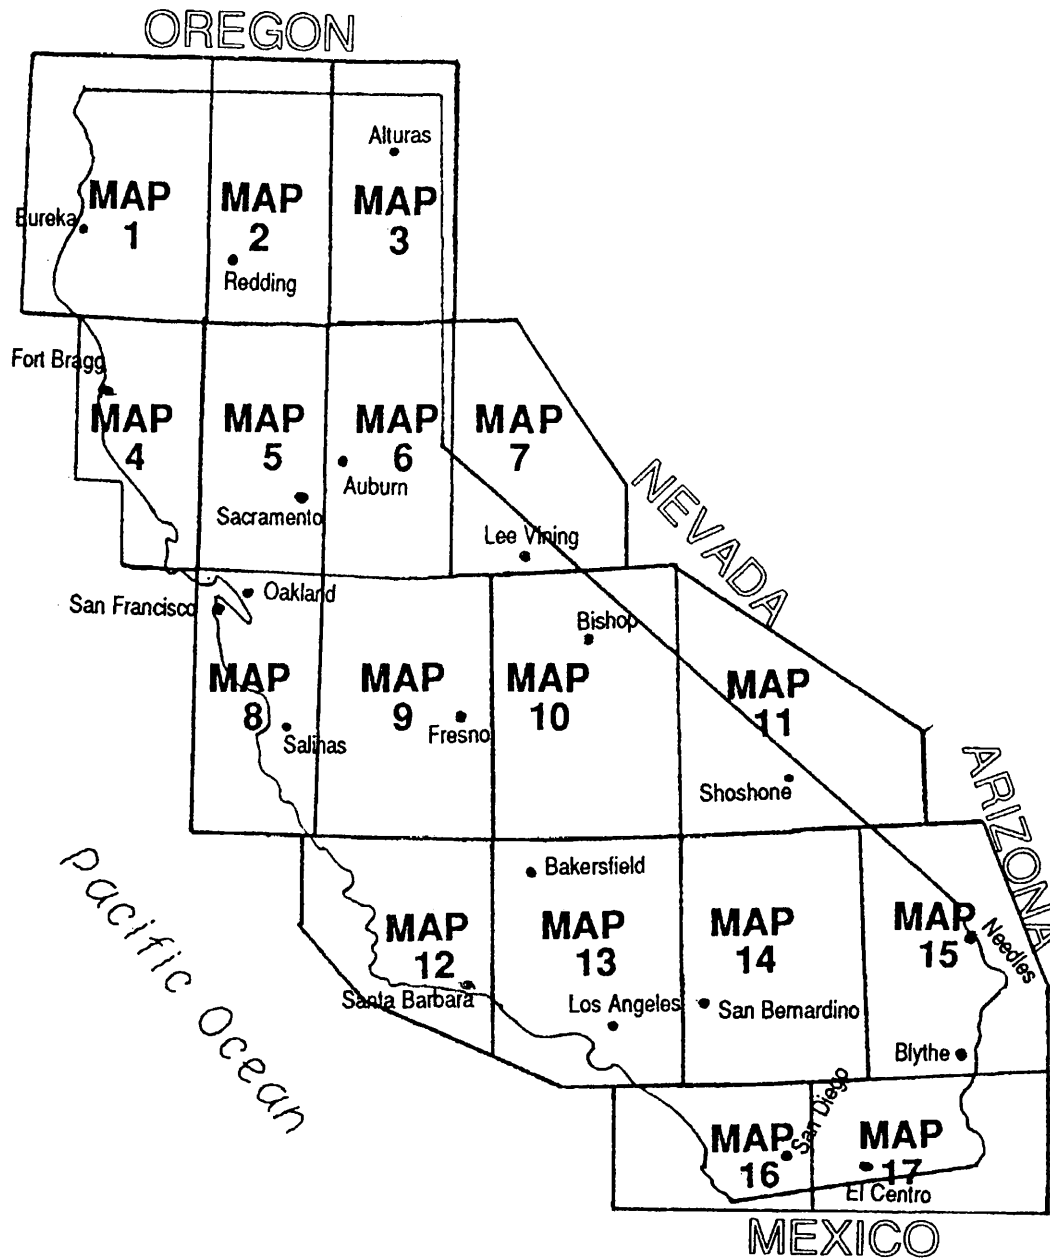 OREGON
Alturas
MAP
1
MAP
2
MAP
3
Eureka
Redding
Fort Bragg
MAP
4
MAP
5
MAP
6
MAP
7
Auburn
Sacramento
Lee Vining
NEVADA
Oakland
San Francisco
Bishop
MAP
8
MAP
9
MAP
10
MAP
11
Salinas
Fresno
Shoshone
ARIZONA
Pacific Ocean
Bakersfield
MAP
12
MAP
13
MAP
14
MAP
15
Needles
Santa Barbara
Los Angeles
San Bernardino
Blythe
San Diego
MAP
16
MAP
17
El Centro
MEXICO